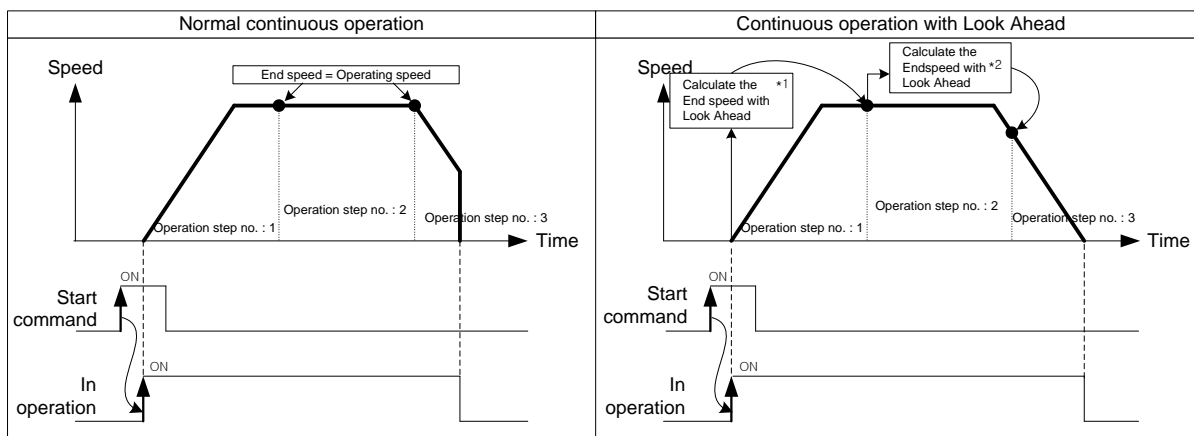 Normal continuous operation
Speed
End speed = Operating speed
Operation step no. : 1
Operation step no. : 2
Operation step no. : 3
Time
ON
Start
command
ON
In
operation
Continuous operation with Look Ahead
Speed
Calculate the *1
End speed with
Look Ahead
Calculate the
Endspeed with *2
Look Ahead
Operation step no. : 1
Operation step no. : 2
Operation step no. : 3
Time
ON
Start
command
ON
In
operation